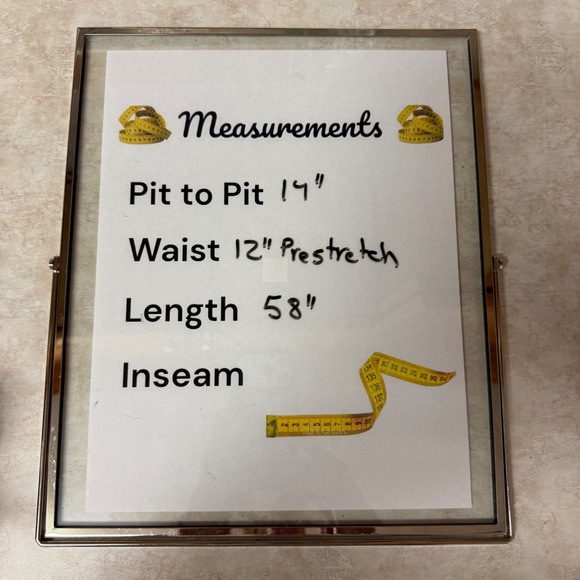 Measurements
Pit to Pit 14"
Waist 12" Prestretch
Length 58"
Inseam